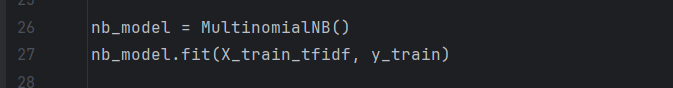 26 nb_model = MultinomialNB()
27 nb_model.fit(X_train_tfidf, y_train)
28